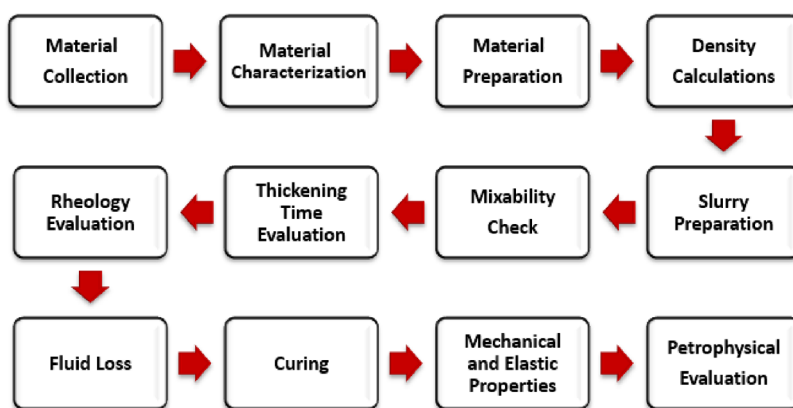 Material
Collection
Material
Characterization
Material
Preparation
Density
Calculations
Rheology
Evaluation
Thickening
Time
Evaluation
Mixability
Check
Slurry
Preparation
Fluid Loss
Curing
Mechanical
and Elastic
Properties
Petrophysical
Evaluation